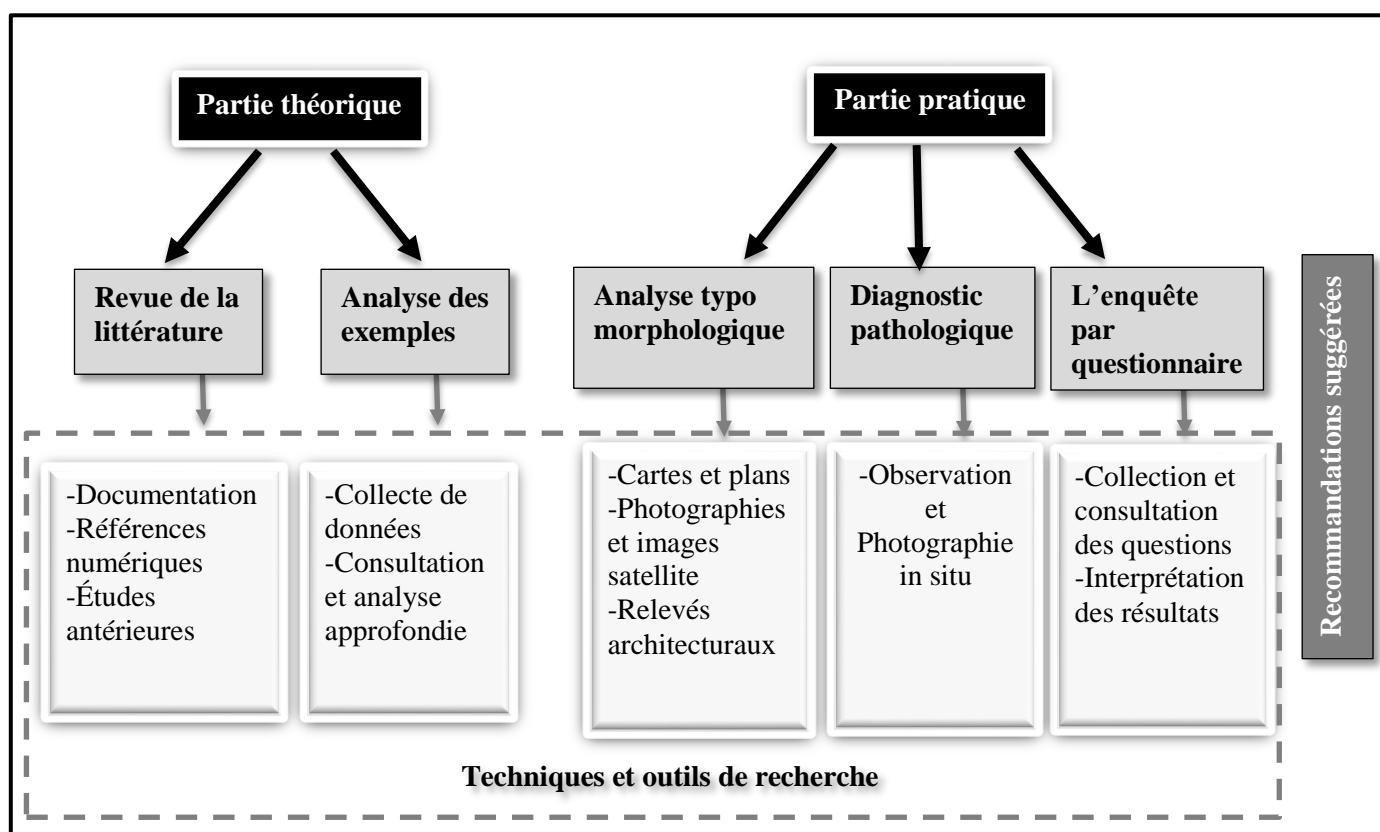 Partie théorique
Partie pratique
Revue de la
littérature
Analyse des
exemples
Analyse typo
morphologique
Diagnostic
pathologique
L’enquête
par
questionnaire
-Documentation
-Références
numériques
-Études
antérieures
-Collecte de
données
-Consultation
et analyse
approfondie
-Cartes et plans
-Photographies
et images
satellite
-Relevés
architecturaux
-Observation
et
Photographie
in situ
-Collection et
consultation
des questions
-Interprétation
des résultats
Techniques et outils de recherche
Recommandations suggérées